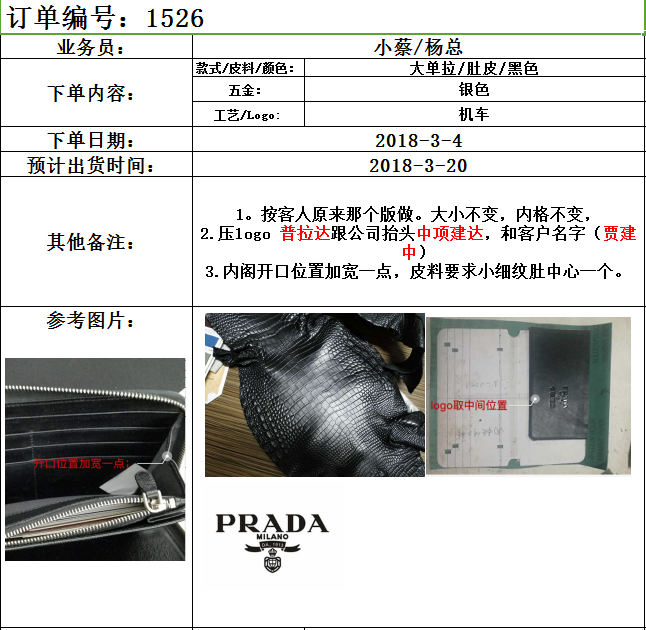 订单编号：1526
业务员：
小蔡/杨总
下单内容：
款式/皮料/颜色：
大单拉/肚皮/黑色
五金：
银色
工艺/Logo:
机车
下单日期：
2018-3-4
预计出货时间：
2018-3-20
其他备注：
1。按客人原来那个版做。大小不变，内格不变，
2.压logo 普拉达跟公司抬头中项建达，和客户名字（贾建
中）
3.内阁开口位置加宽一点，皮料要求小细纹肚中心一个。
参考图片：
开口位置加宽一点；
logo取中间位置
PRADA
MILANO
DAL 1913